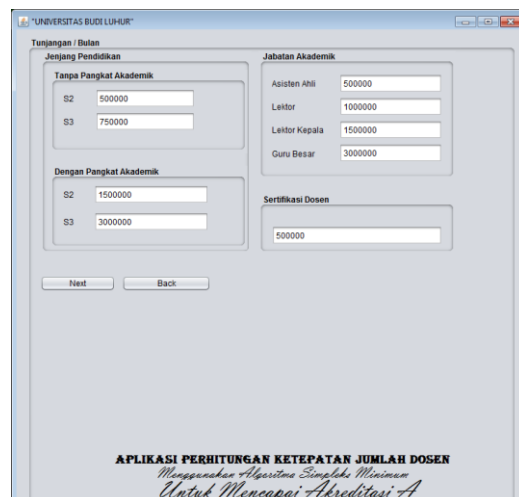 "UNIVERSITAS BUDI LUHUR"
Tunjangan / Bulan
Jenjang Pendidikan
Tanpa Pangkat Akademik
S2 500000
S3 750000
Dengan Pangkat Akademik
S2 1500000
S3 3000000
Jabatan Akademik
Asisten Ahli 500000
Lektor 1000000
Lektor Kepala 1500000
Guru Besar 3000000
Sertifikasi Dosen
500000
Next Back
APLIKASI PERHITUNGAN KETEPATAN JUMLAH DOSEN
Menggunakan Algoritma Simpleks Minimum
Untuk Mencapai Akreditasi A